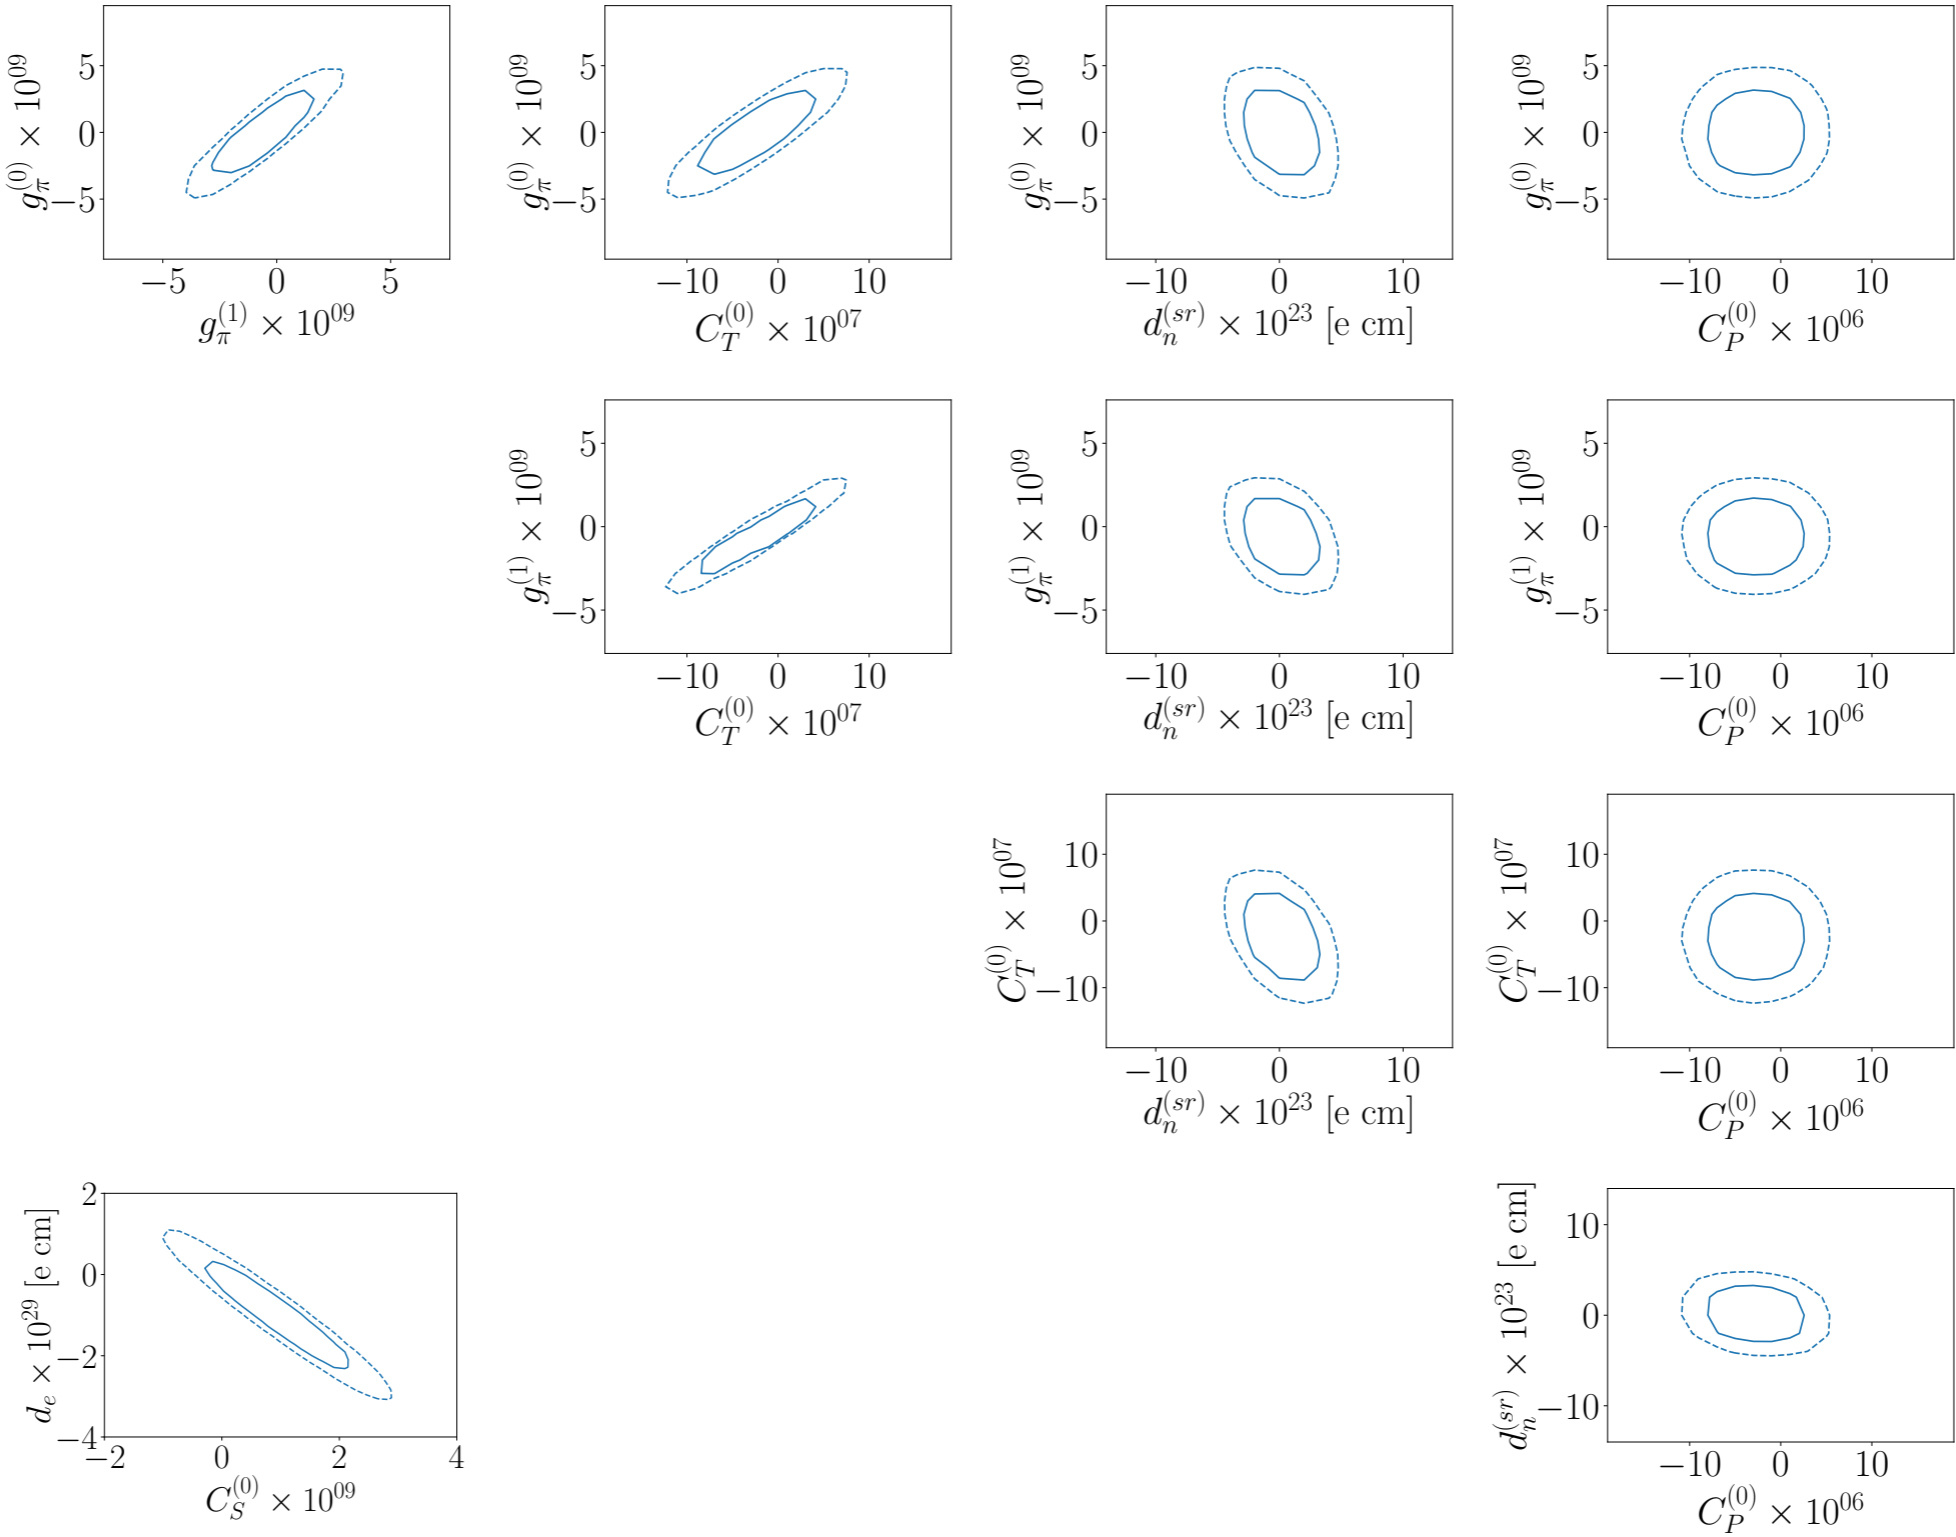 g_π^(0) × 10^09
5
0
−5
−5 0 5
g_π^(1) × 10^09
g_π^(0) × 10^09
5
0
−5
−10 0 10
C_T^(0) × 10^07
g_π^(0) × 10^09
5
0
−5
−10 0 10
d_n^(sr) × 10^23 [e cm]
g_π^(0) × 10^09
5
0
−5
−10 0 10
C_P^(0) × 10^06
g_π^(1) × 10^09
5
0
−5
−10 0 10
C_T^(0) × 10^07
g_π^(1) × 10^09
5
0
−5
−10 0 10
d_n^(sr) × 10^23 [e cm]
g_π^(1) × 10^09
5
0
−5
−10 0 10
C_P^(0) × 10^06
C_T^(0) × 10^07
10
0
−10
−10 0 10
d_n^(sr) × 10^23 [e cm]
C_T^(0) × 10^07
10
0
−10
−10 0 10
C_P^(0) × 10^06
d_e × 10^29 [e cm]
2
0
−2
−4
−2 0 2 4
C_S^(0) × 10^09
d_n^(sr) × 10^23 [e cm]
10
0
−10
−10 0 10
C_P^(0) × 10^06